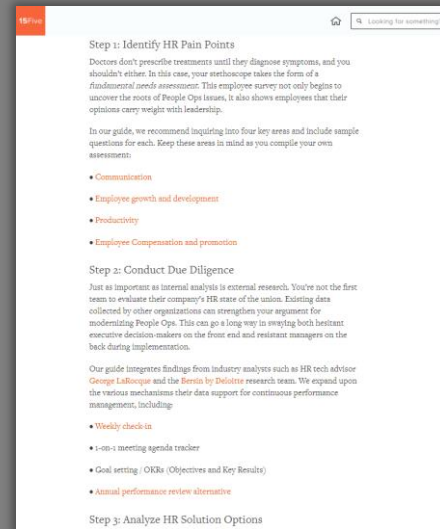 15Five
Looking for something?
Step 1: Identify HR Pain Points
Doctors don't prescribe treatments until they diagnose symptoms, and you
shouldn't either. In this case, your stethoscope takes the form of a
fundamental needs assessment. This employee survey not only begins to
uncover the roots of People Ops issues, it also shows employees that their
opinions carry weight with leadership.
In our guide, we recommend inquiring into four key areas and include sample
questions for each. Keep these areas in mind as you compile your own
assessment:
• Communication
• Employee growth and development
• Productivity
• Employee Compensation and promotion
Step 2: Conduct Due Diligence
Just as important as internal analysis is external research. You're not the first
team to evaluate their company's HR state of the union. Existing data
collected by other organizations can strengthen your argument for
modernizing People Ops. This can go a long way in swaying both hesitant
executive decision-makers on the front end and resistant managers on the
back during implementation.
Our guide integrates findings from industry analysts such as HR tech advisor
George LaRocque and the Bersin by Deloitte research team. We expand upon
the various mechanisms their data support for continuous performance
management, including:
• Weekly check-in
• 1-on-1 meeting agenda tracker
• Goal setting / OKRs (Objectives and Key Results)
• Annual performance review alternative
Step 3: Analyze HR Solution Options